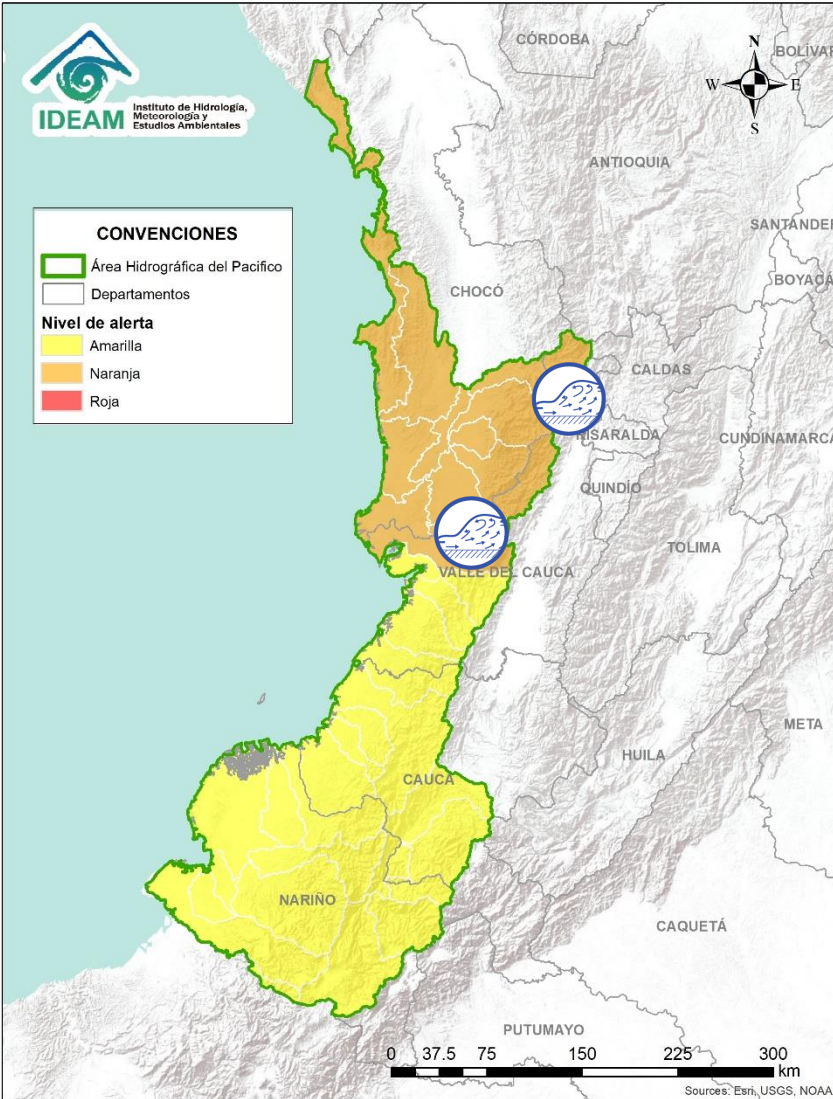 IDEAM
Instituto de Hidrología,
Meteorología y
Estudios Ambientales
CÓRDOBA
BOLÍVAR
N
W
E
S
ANTIOQUIA
SANTANDER
BOYACÁ
CONVENCIONES
Área Hidrográfica del Pacifico
Departamentos
Nivel de alerta
Amarilla
Naranja
Roja
CHOCÓ
CALDAS
RISARALDA
CUNDINAMARCA
QUINDÍO
TOLIMA
VALLE DEL CAUCA
META
HUILA
CAUCA
NARIÑO
CAQUETÁ
PUTUMAYO
0 37.5 75 150 225 300
km
Sources: Esri, USGS, NOAA